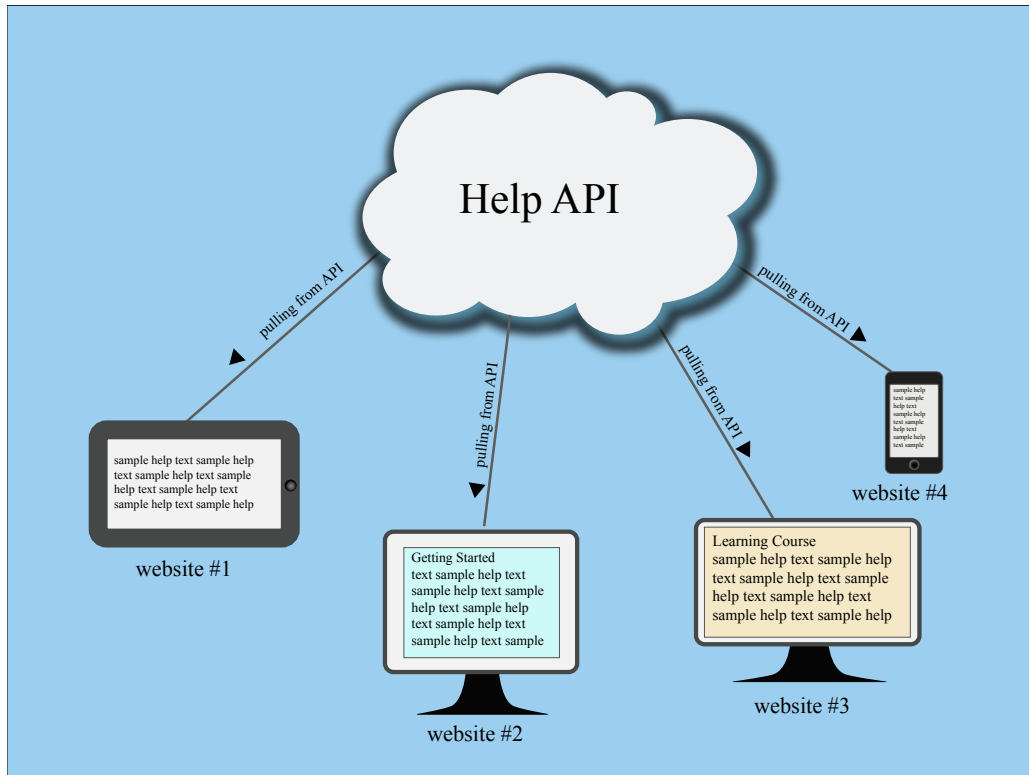 Help API
pulling from API
pulling from API
pulling from API
pulling from API
sample help text sample help
text sample help text sample
help text sample help text
sample help text sample help
website #1
Getting Started
text sample help text
sample help text sample
help text sample help
text sample help text
sample help text sample
website #2
Learning Course
sample help text sample help
text sample help text sample
help text sample help text
sample help text sample help
website #3
sample help
text sample
help text
sample help
text sample
help text
sample help
text sample
website #4